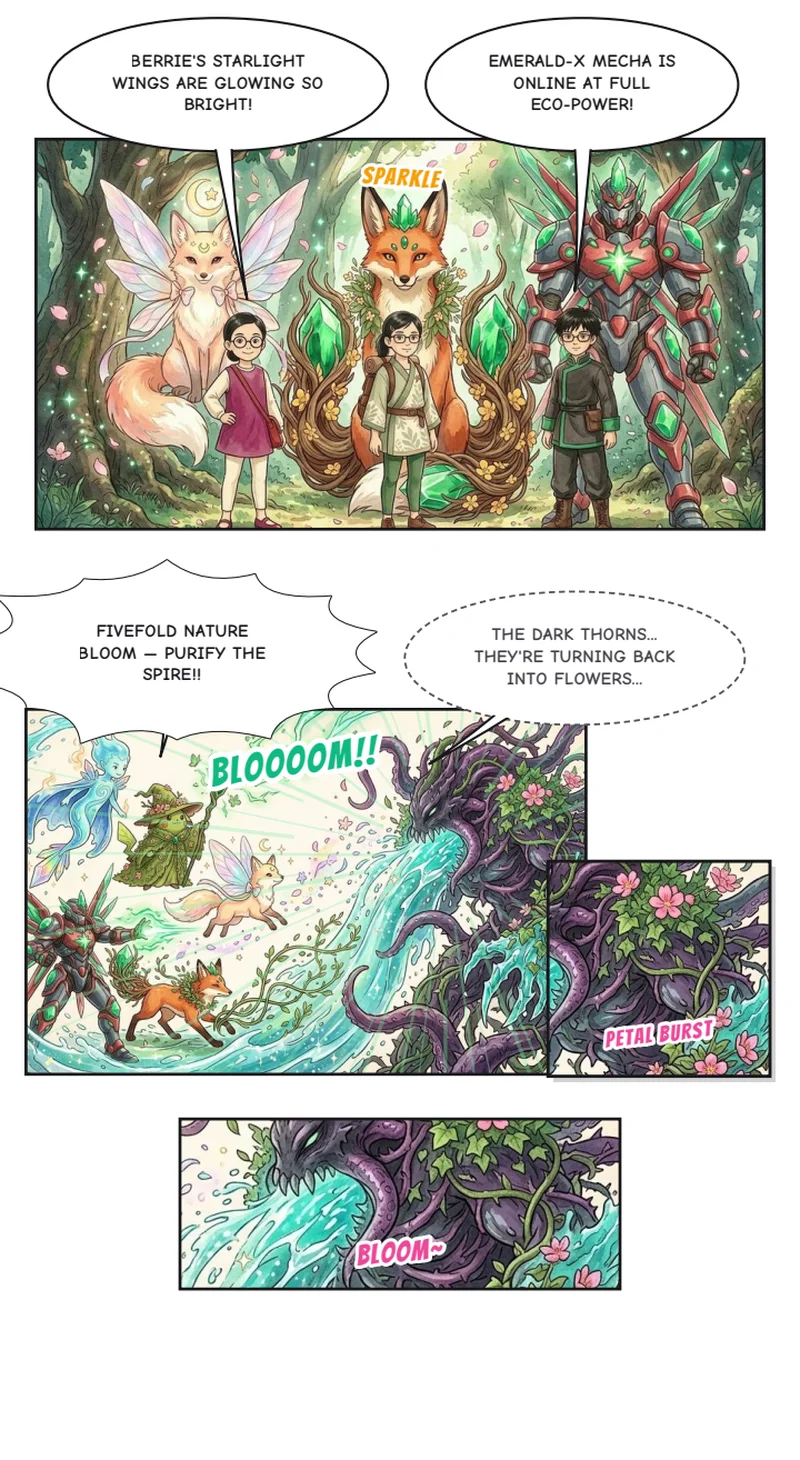 BERRIE'S STARLIGHT
WINGS ARE GLOWING SO
BRIGHT!
EMERALD-X MECHA IS
ONLINE AT FULL
ECO-POWER!
SPARKLE
FIVEFOLD NATURE
BLOOM — PURIFY THE
SPIRE!!
THE DARK THORNS...
THEY'RE TURNING BACK
INTO FLOWERS...
BLOOOOM!!
PETAL BURST
BLOOM~